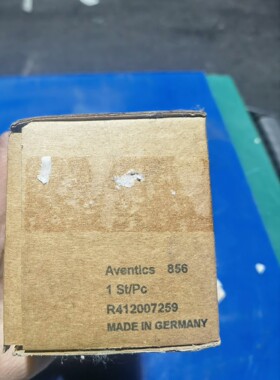 Aventics 856
1 St/Pc
R412007259
MADE IN GERMANY